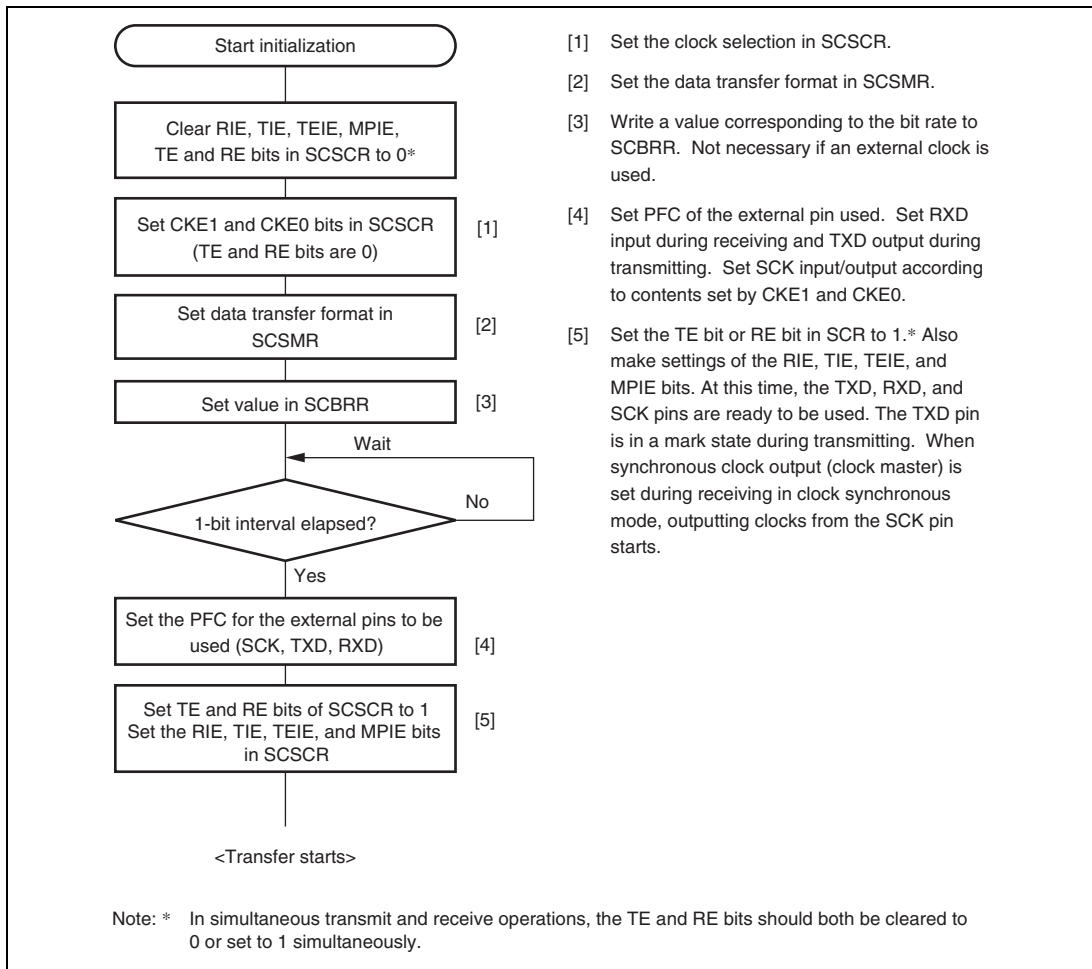 Start initialization
Clear RIE, TIE, TEIE, MPIE,
TE and RE bits in SCSCR to 0*
Set CKE1 and CKE0 bits in SCSCR
(TE and RE bits are 0)
[1]
Set data transfer format in
SCSMR
[2]
Set value in SCBRR
[3]
Wait
No
1-bit interval elapsed?
Yes
Set the PFC for the external pins to be
used (SCK, TXD, RXD)
[4]
Set TE and RE bits of SCSCR to 1
Set the RIE, TIE, TEIE, and MPIE bits
in SCSCR
[5]
<Transfer starts>
[1] Set the clock selection in SCSCR.
[2] Set the data transfer format in SCSMR.
[3] Write a value corresponding to the bit rate to
SCBRR. Not necessary if an external clock is
used.
[4] Set PFC of the external pin used. Set RXD
input during receiving and TXD output during
transmitting. Set SCK input/output according
to contents set by CKE1 and CKE0.
[5] Set the TE bit or RE bit in SCR to 1.* Also
make settings of the RIE, TIE, TEIE, and
MPIE bits. At this time, the TXD, RXD, and
SCK pins are ready to be used. The TXD pin
is in a mark state during transmitting. When
synchronous clock output (clock master) is
set during receiving in clock synchronous
mode, outputting clocks from the SCK pin
starts.
Note: * In simultaneous transmit and receive operations, the TE and RE bits should both be cleared to
0 or set to 1 simultaneously.